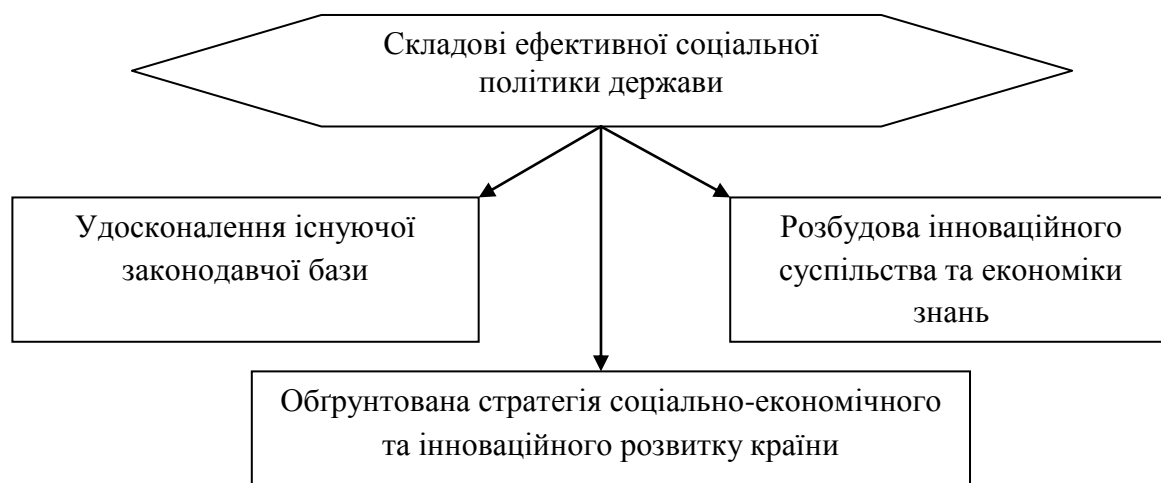 Складові ефективної соціальної
політики держави
Удосконалення існуючої
законодавчої бази
Розбудова інноваційного
суспільства та економіки
знань
Обґрунтована стратегія соціально-економічного
та інноваційного розвитку країни